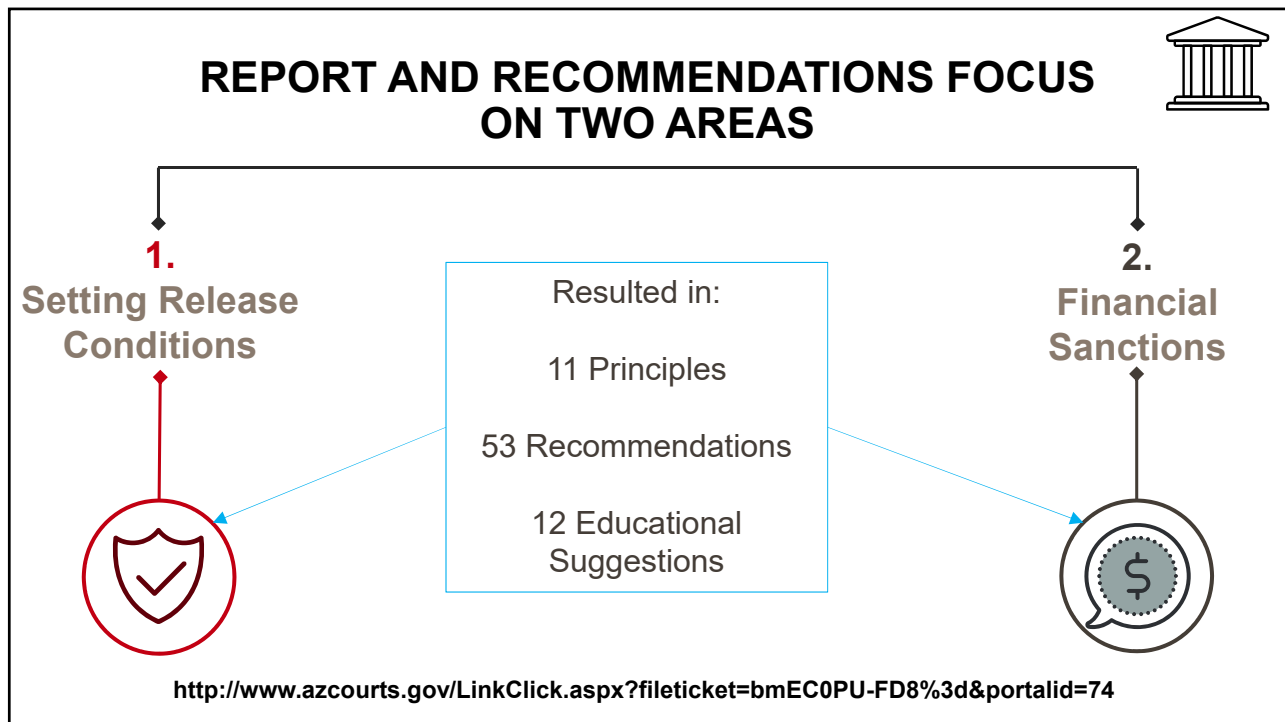 REPORT AND RECOMMENDATIONS FOCUS
ON TWO AREAS
1.
Setting Release
Conditions
Resulted in:
11 Principles
53 Recommendations
12 Educational
Suggestions
2.
Financial
Sanctions
$
http://www.azcourts.gov/LinkClick.aspx?fileticket=bmEC0PU-FD8%3d&portalid=74